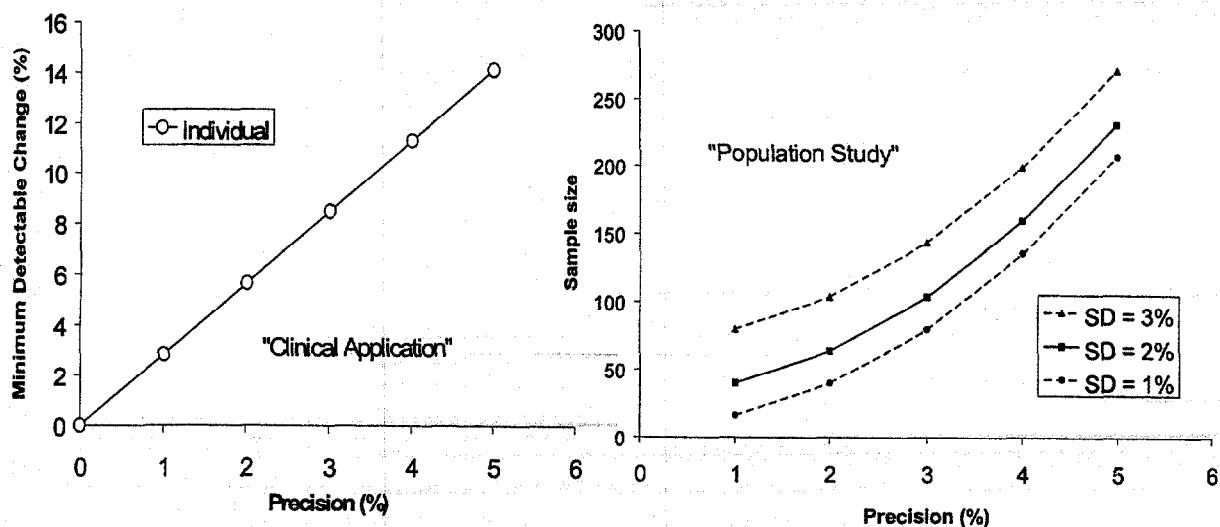 Minimum Detectable Change (%)
16
14
12
10
8
6
4
2
0
Individual
"Clinical Application"
0 1 2 3 4 5 6
Precision (%)
Sample size
300
250
200
150
100
50
0
"Population Study"
SD = 3%
SD = 2%
SD = 1%
0 1 2 3 4 5 6
Precision (%)